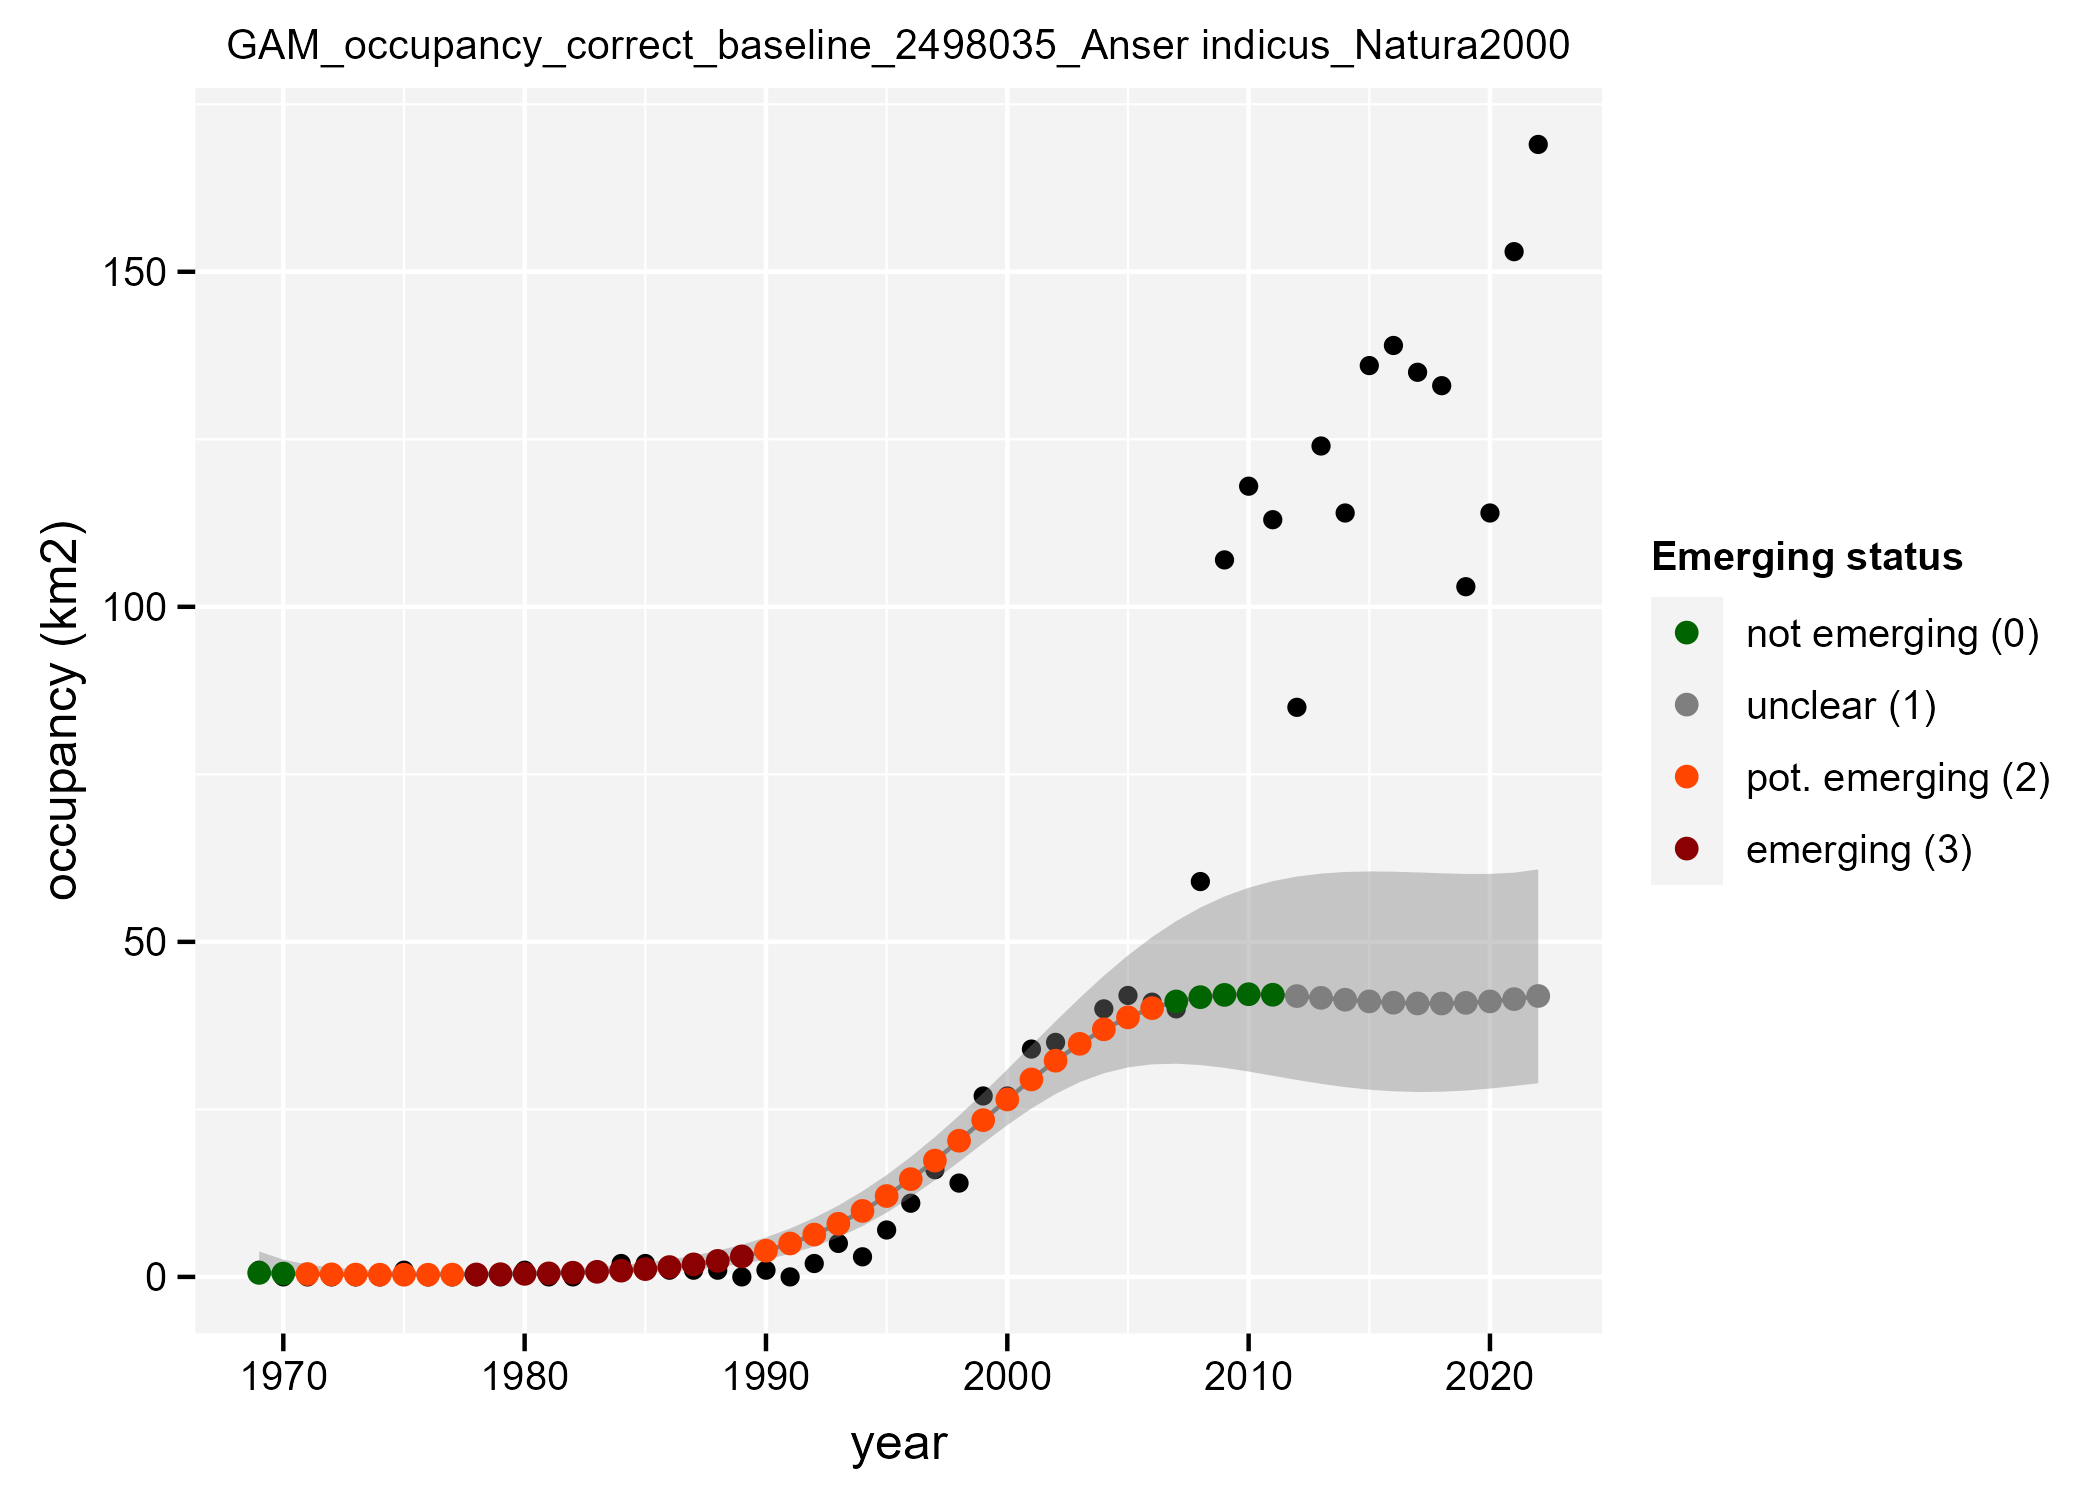 GAM_occupancy_correct_baseline_2498035_Anser indicus_Natura2000
occupancy (km2)
150
100
50
0
1970 1980 1990 2000 2010 2020
year
Emerging status
not emerging (0)
unclear (1)
pot. emerging (2)
emerging (3)